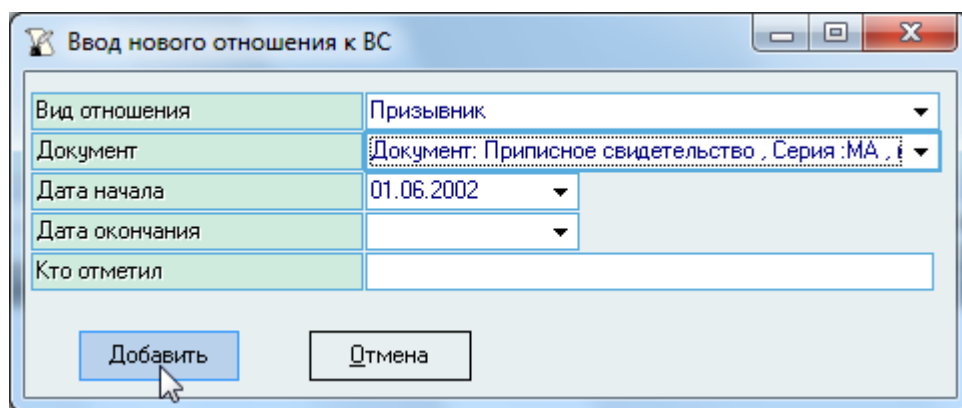 Ввод нового отношения к ВС
Вид отношения Призывник
Документ Документ: Приписное свидетельство , Серия :МА ,
Дата начала 01.06.2002
Дата окончания
Кто отметил
Добавить Отмена